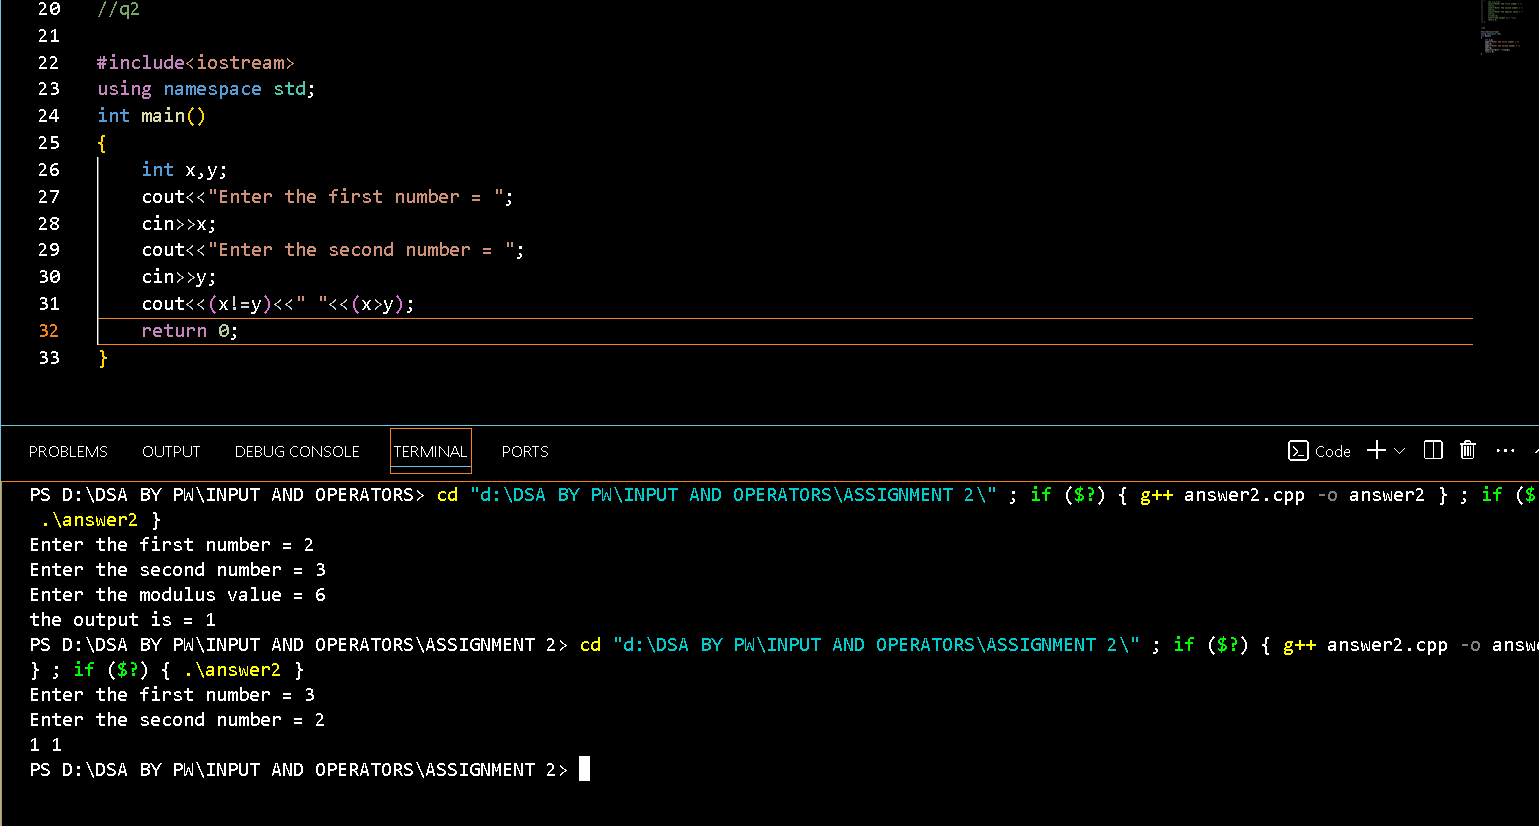 20 //q2
21
22 #include<iostream>
23 using namespace std;
24 int main()
25 {
26 int x,y;
27 cout<<"Enter the first number = ";
28 cin>>x;
29 cout<<"Enter the second number = ";
30 cin>>y;
31 cout<<(x!=y)<<" "<<(x>y);
32 return 0;
33 }
PROBLEMS OUTPUT DEBUG CONSOLE TERMINAL PORTS Code
PS D:\DSA BY PW\INPUT AND OPERATORS> cd "d:\DSA BY PW\INPUT AND OPERATORS\ASSIGNMENT 2\" ; if ($?) { g++ answer2.cpp -o answer2 } ; if ($
.\answer2 }
Enter the first number = 2
Enter the second number = 3
Enter the modulus value = 6
the output is = 1
PS D:\DSA BY PW\INPUT AND OPERATORS\ASSIGNMENT 2> cd "d:\DSA BY PW\INPUT AND OPERATORS\ASSIGNMENT 2\" ; if ($?) { g++ answer2.cpp -o answ
} ; if ($?) { .\answer2 }
Enter the first number = 3
Enter the second number = 2
1 1
PS D:\DSA BY PW\INPUT AND OPERATORS\ASSIGNMENT 2>